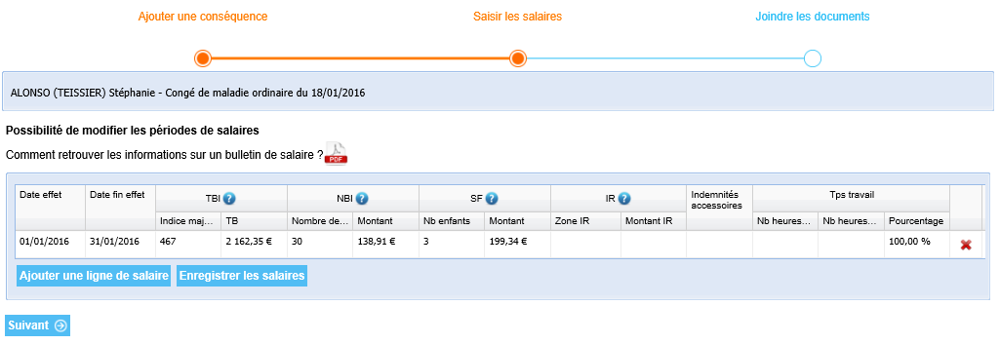 Ajouter une conséquence Saisir les salaires Joindre les documents
ALONSO (TEISSIER) Stéphanie - Congé de maladie ordinaire du 18/01/2016
Possibilité de modifier les périodes de salaires
Comment retrouver les informations sur un bulletin de salaire ? PDF
Date effet Date fin effet TBI ? NBI ? SF ? IR ? Indemnités accessoires Tps travail
Indice maj... TB Nombre de... Montant Nb enfants Montant Zone IR Montant IR Nb heures... Nb heures... Pourcentage
01/01/2016 31/01/2016 467 2 162,35 € 30 138,91 € 3 199,34 € 100,00 %
Ajouter une ligne de salaire Enregistrer les salaires
Suivant